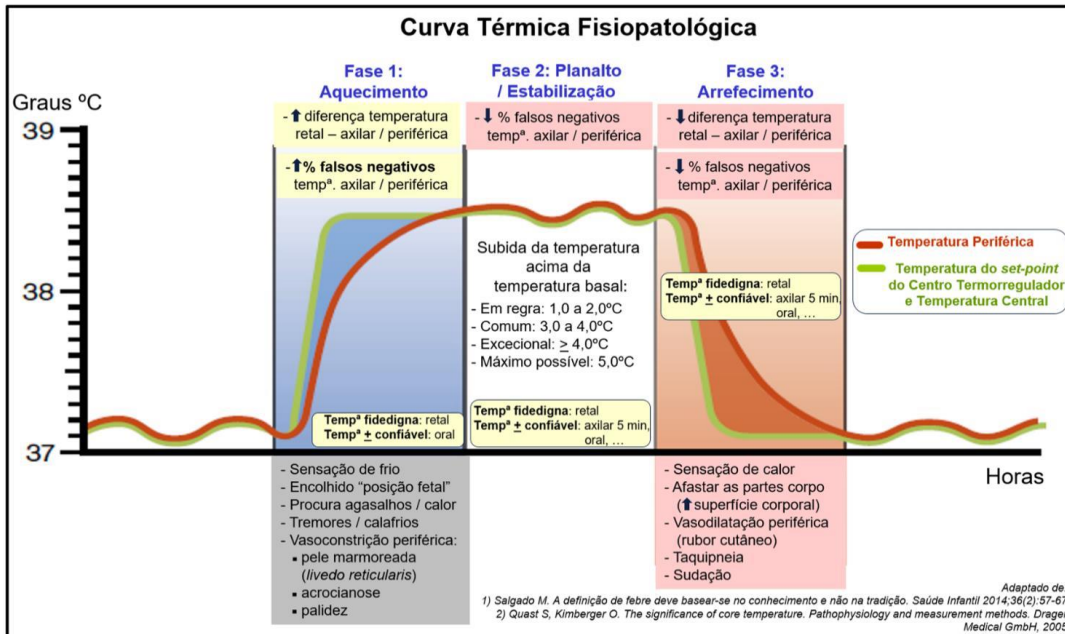 Curva Térmica Fisiopatológica
Graus ºC
39
38
37
Fase 1:
Aquecimento
- ⬆ diferença temperatura
retal – axilar / periférica
- ⬆% falsos negativos
tempª. axilar / periférica
Tempª fidedigna: retal
Tempª ± confiável: oral
- Sensação de frio
- Encolhido “posição fetal”
- Procura agasalhos / calor
- Tremores / calafrios
- Vasoconstrição periférica:
▪ pele marmoreada
(livedo reticularis)
▪ acrocianose
▪ palidez
Fase 2: Planalto
/ Estabilização
- ⬇ % falsos negativos
tempª. axilar / periférica
Subida da temperatura
acima da
temperatura basal:
- Em regra: 1,0 a 2,0ºC
- Comum: 3,0 a 4,0ºC
- Excecional: ≥ 4,0ºC
- Máximo possível: 5,0ºC
Tempª fidedigna: retal
Tempª ± confiável: axilar 5 min,
oral, ...
Fase 3:
Arrefecimento
- ⬇ diferença temperatura
retal – axilar / periférica
- ⬇ % falsos negativos
tempª. axilar / periférica
Tempª fidedigna: retal
Tempª ± confiável: axilar 5 min,
oral, ...
- Sensação de calor
- Afastar as partes corpo
(⬆superfície corporal)
- Vasodilatação periférica
(rubor cutâneo)
- Taquipneia
- Sudação
Temperatura Periférica
Temperatura do set-point
do Centro Termorregulador
e Temperatura Central
Horas
Adaptado de
1) Salgado M. A definição de febre deve basear-se no conhecimento e não na tradição. Saúde Infantil 2014;36(2):57-67
2) Quast S, Kimberger O. The significance of core temperature. Pathophysiology and measurement methods. Drager
Medical GmbH, 2005